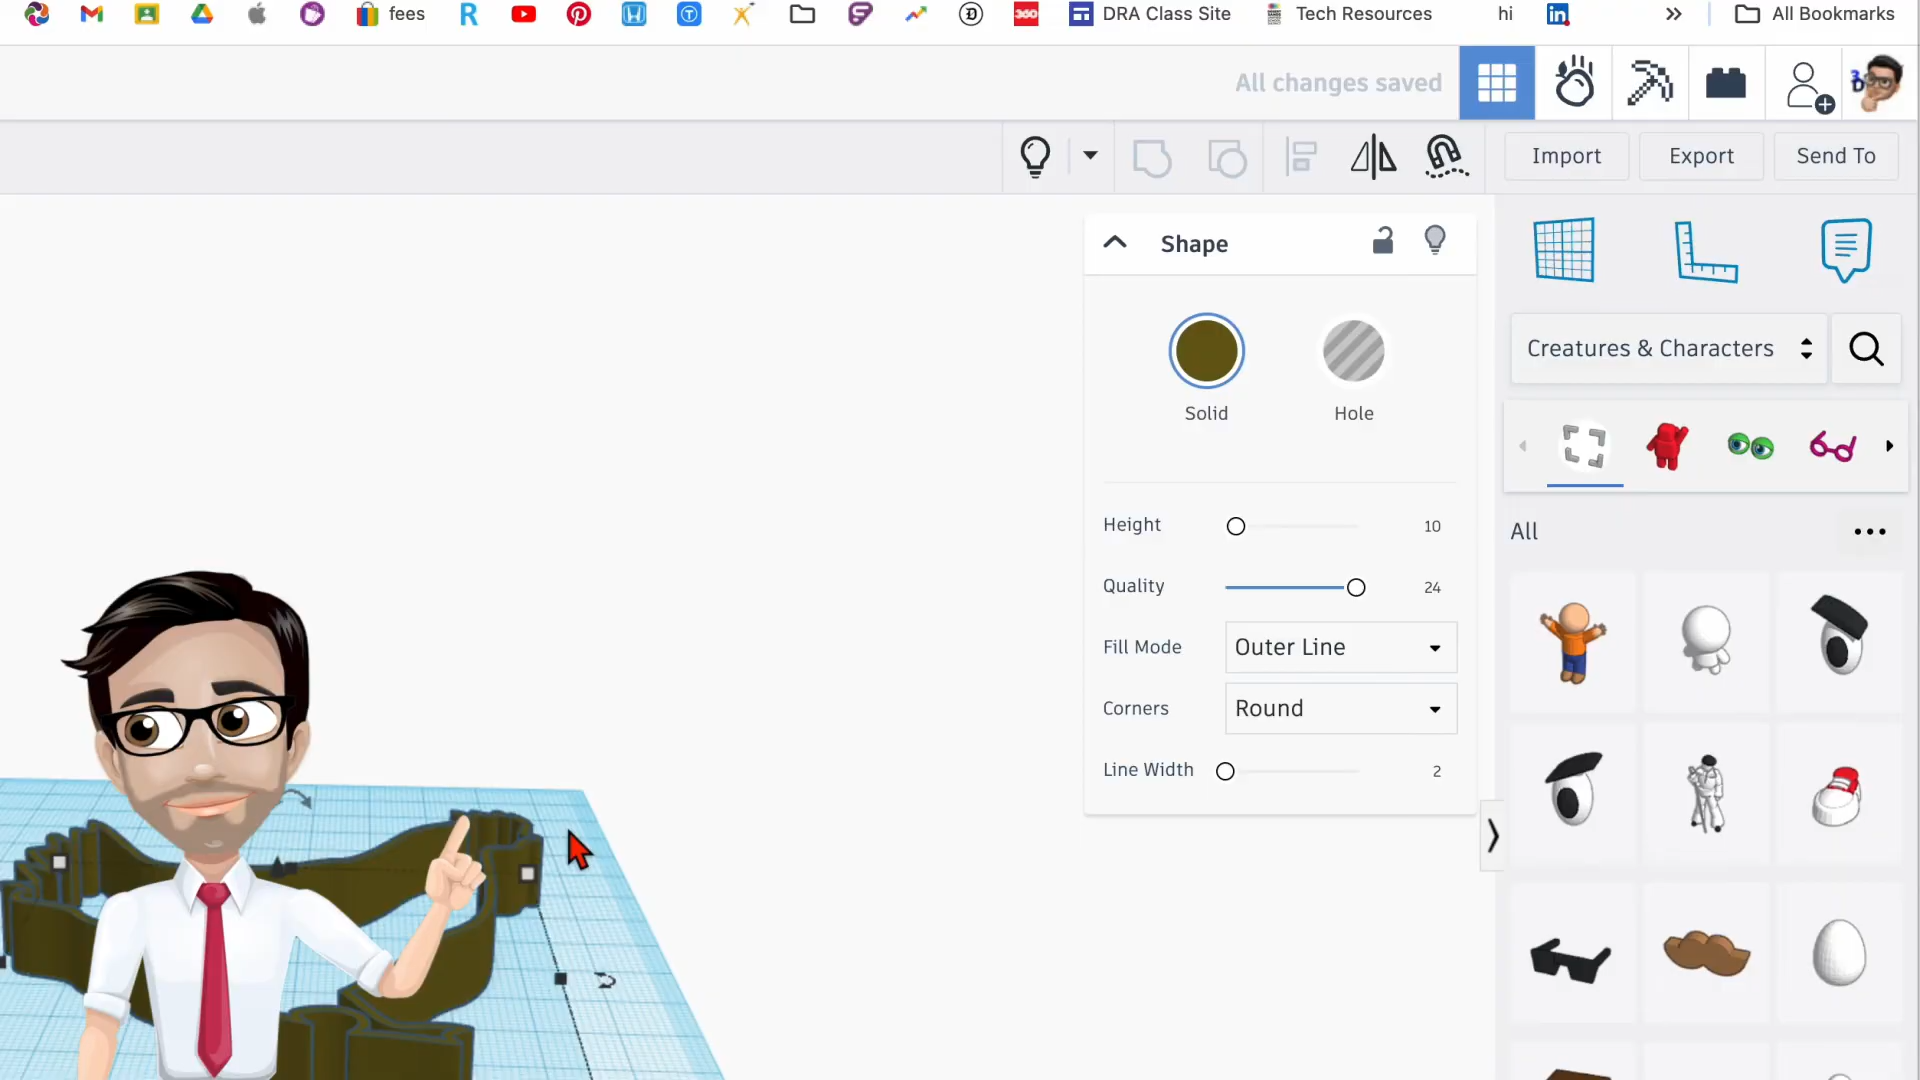 fees
DRA Class Site
Tech Resources
hi
All Bookmarks
All changes saved
Import
Export
Send To
Shape
Solid
Hole
Height 10
Quality 24
Fill Mode Outer Line
Corners Round
Line Width 2
Creatures & Characters
All